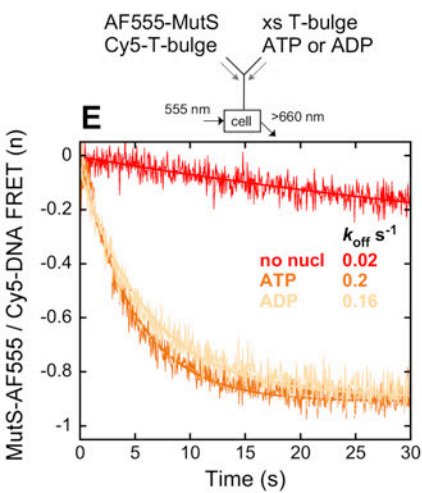 AF555-MutS xs T-bulge
Cy5-T-bulge ATP or ADP
555 nm
cell
>660 nm
E
MutS-AF555 / Cy5-DNA FRET (n)
0
-0.2
-0.4
-0.6
-0.8
-1
koff s-1
no nucl 0.02
ATP 0.2
ADP 0.16
0 5 10 15 20 25 30
Time (s)